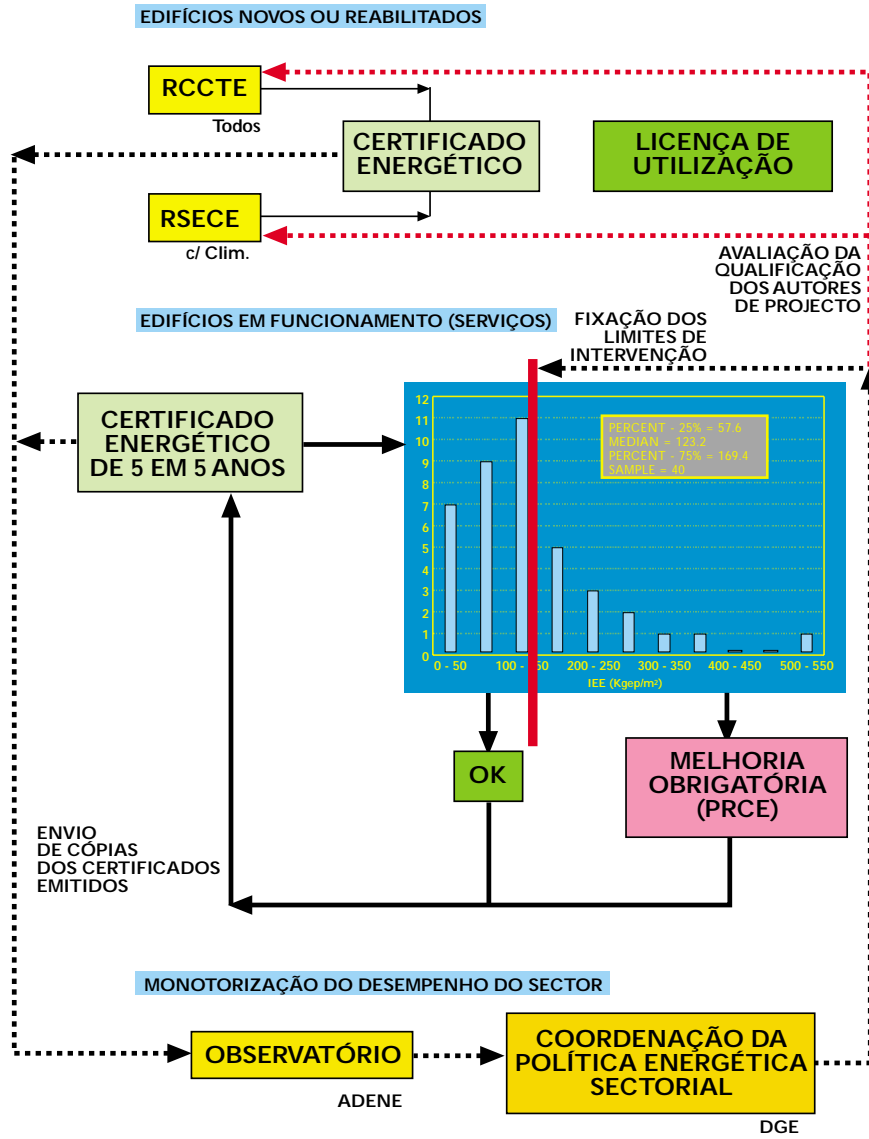 EDIFÍCIOS NOVOS OU REABILITADOS
RCCTE
Todos
CERTIFICADO
ENERGÉTICO
LICENÇA DE
UTILIZAÇÃO
RSECE
c/ Clim.
AVALIAÇÃO DA
QUALIFICAÇÃO
DOS AUTORES
DE PROJECTO
EDIFÍCIOS EM FUNCIONAMENTO (SERVIÇOS)
FIXAÇÃO DOS
LIMITES DE
INTERVENÇÃO
CERTIFICADO
ENERGÉTICO
DE 5 EM 5 ANOS
12
11
10
9
8
7
6
5
4
3
2
1
0
PERCENT - 25% = 57.6
MEDIAN = 123.2
PERCENT - 75% = 169.4
SAMPLE = 40
0 - 50 100 - 50 200 - 250 300 - 350 400 - 450 500 - 550
IEE (Kgep/m²)
OK
MELHORIA
OBRIGATÓRIA
(PRCE)
ENVIO
DE CÓPIAS
DOS CERTIFICADOS
EMITIDOS
MONOTORIZAÇÃO DO DESEMPENHO DO SECTOR
OBSERVATÓRIO
ADENE
COORDENAÇÃO DA
POLÍTICA ENERGÉTICA
SECTORIAL
DGE